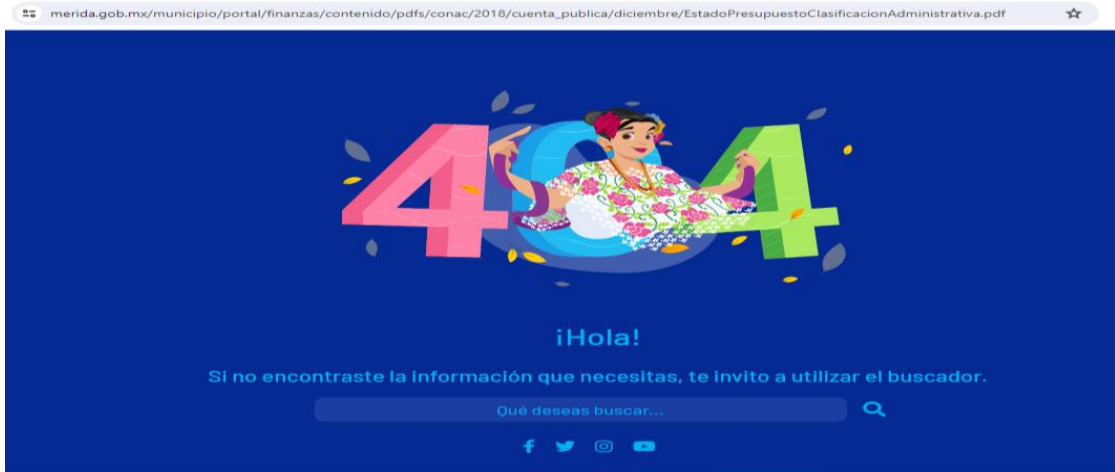 merida.gob.mx/municipio/portal/finanzas/contenido/pdfs/conac/2018/cuenta_publica/diciembre/EstadoPresupuestoClasificacionAdministrativa.pdf
404
¡Hola!
Si no encontraste la información que necesitas, te invito a utilizar el buscador.
Qué deseas buscar...